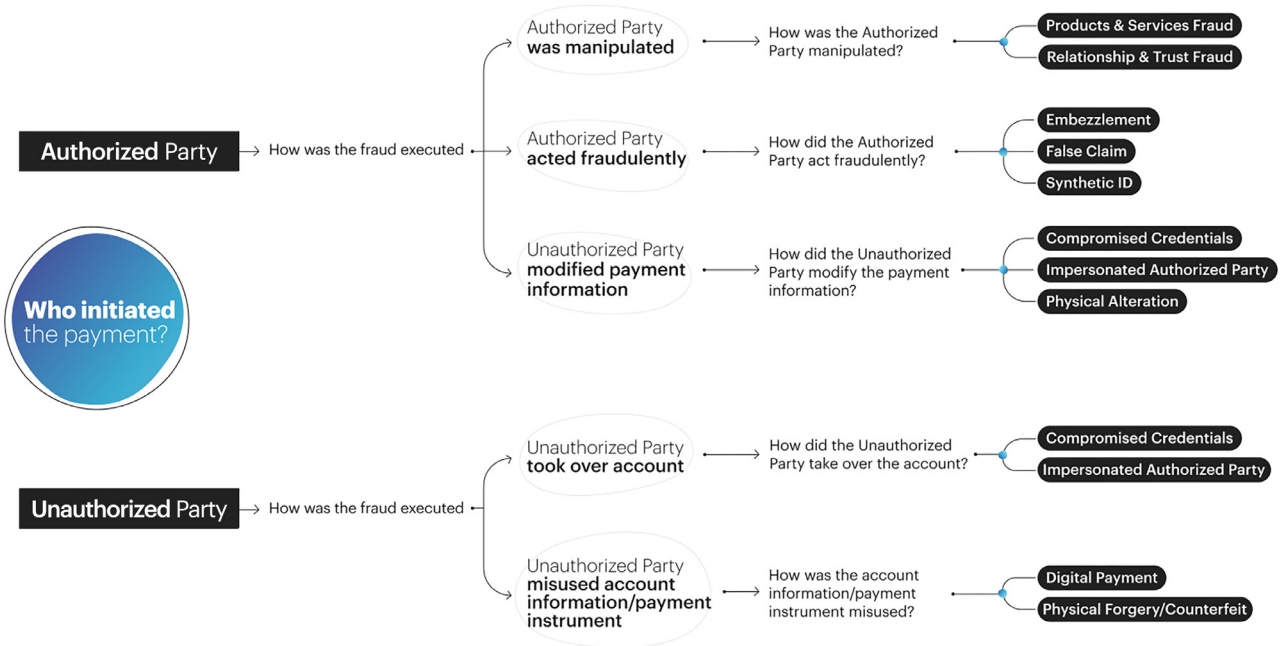 Who initiated
the payment?
Authorized Party
How was the fraud executed
Authorized Party
was manipulated
How was the Authorized
Party manipulated?
Products & Services Fraud
Relationship & Trust Fraud
Authorized Party
acted fraudulently
How did the Authorized
Party act fraudulently?
Embezzlement
False Claim
Synthetic ID
Unauthorized Party
modified payment
information
How did the Unauthorized
Party modify the payment
information?
Compromised Credentials
Impersonated Authorized Party
Physical Alteration
Unauthorized Party
How was the fraud executed
Unauthorized Party
took over account
How did the Unauthorized
Party take over the account?
Compromised Credentials
Impersonated Authorized Party
Unauthorized Party
misused account
information/payment
instrument
How was the account
information/payment
instrument misused?
Digital Payment
Physical Forgery/Counterfeit